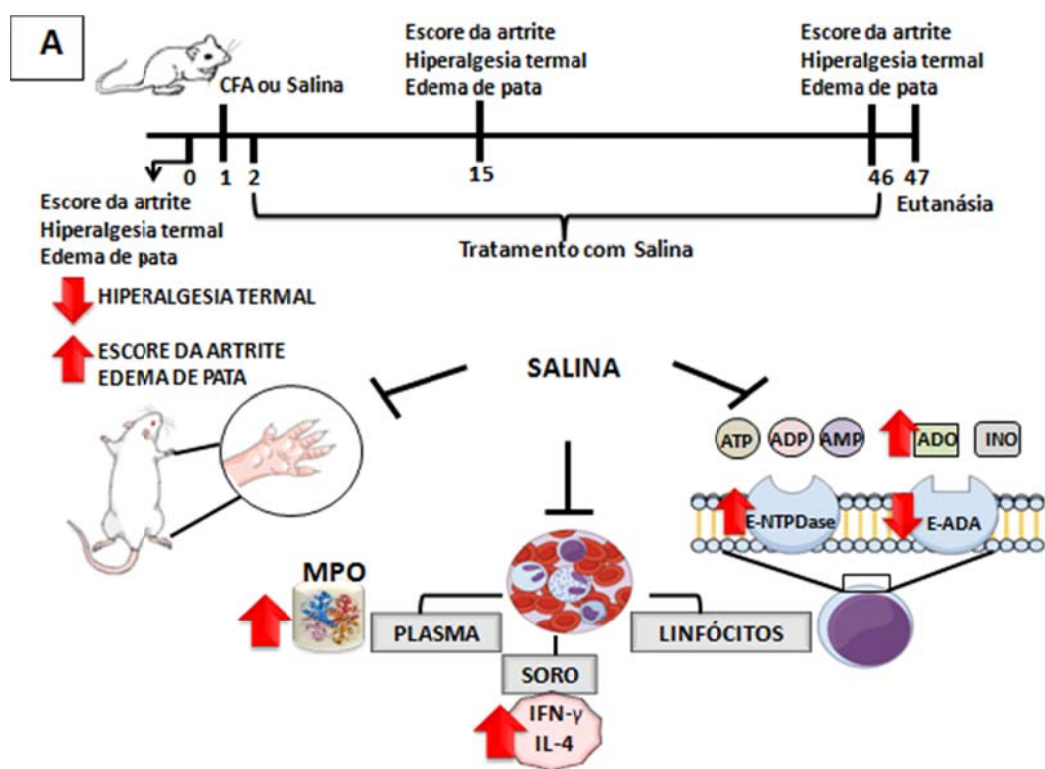 A
CFA ou Salina
Escore da artrite
Hiperalgesia termal
Edema de pata
Escore da artrite
Hiperalgesia termal
Edema de pata
0
1
2
15
46
47
Eutanásia
Escore da artrite
Hiperalgesia termal
Edema de pata
Tratamento com Salina
HIPERALGESIA TERMAL
ESCORE DA ARTRITE
EDEMA DE PATA
SALINA
ATP
ADP
AMP
ADO
INO
E-NTPDase
E-ADA
MPO
PLASMA
LINFÓCITOS
SORO
IFN-γ
IL-4